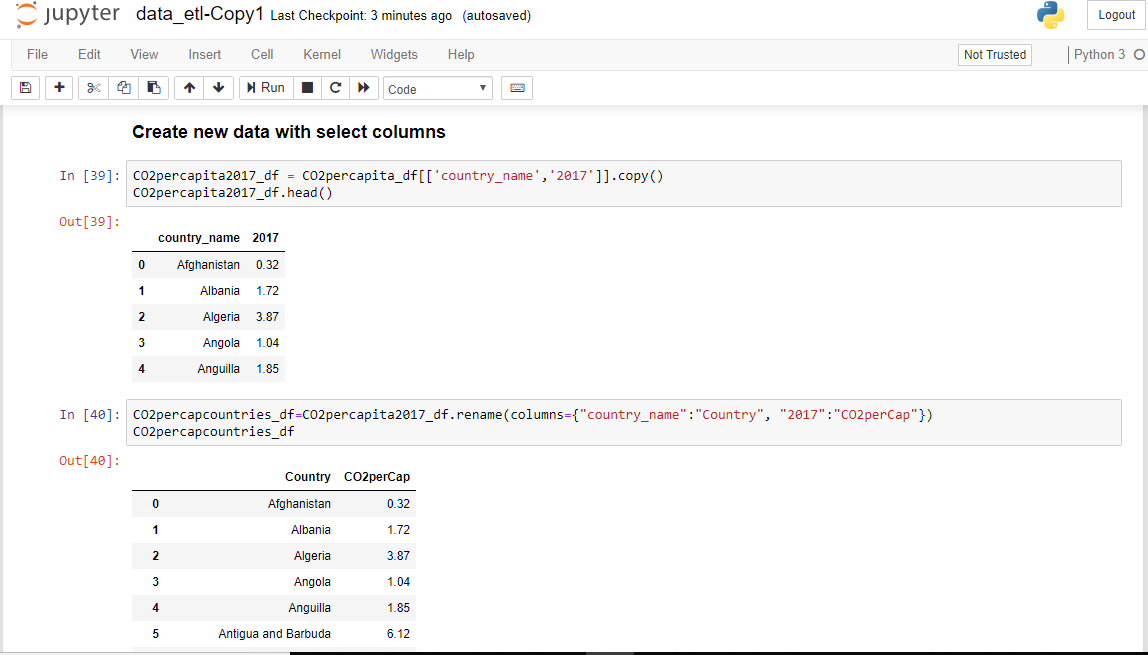 jupyter data_etl-Copy1 Last Checkpoint: 3 minutes ago (autosaved) Logout
File Edit View Insert Cell Kernel Widgets Help Not Trusted Python 3
Run Code
Create new data with select columns
In [39]: CO2percapita2017_df = CO2percapita_df[['country_name','2017']].copy()
CO2percapita2017_df.head()
Out[39]:
country_name 2017
0 Afghanistan 0.32
1 Albania 1.72
2 Algeria 3.87
3 Angola 1.04
4 Anguilla 1.85
In [40]: CO2percapcountries_df=CO2percapita2017_df.rename(columns={"country_name":"Country", "2017":"CO2perCap"})
CO2percapcountries_df
Out[40]:
Country CO2perCap
0 Afghanistan 0.32
1 Albania 1.72
2 Algeria 3.87
3 Angola 1.04
4 Anguilla 1.85
5 Antigua and Barbuda 6.12